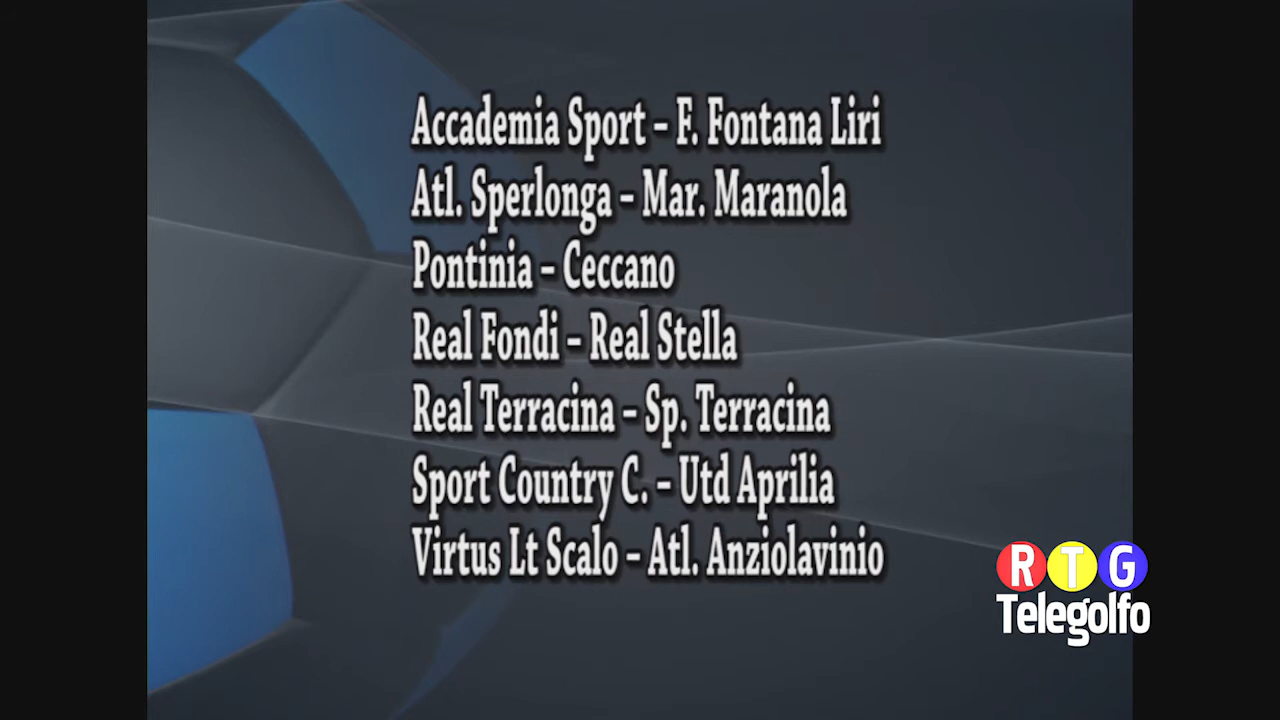 Accademia Sport – F. Fontana Liri
Atl. Sperlonga – Mar. Maranola
Pontinia – Ceccano
Real Fondi – Real Stella
Real Terracina – Sp. Terracina
Sport Country C. – Utd Aprilia
Virtus Lt Scalo – Atl. Anziolavinio
RTG
Telegolfo